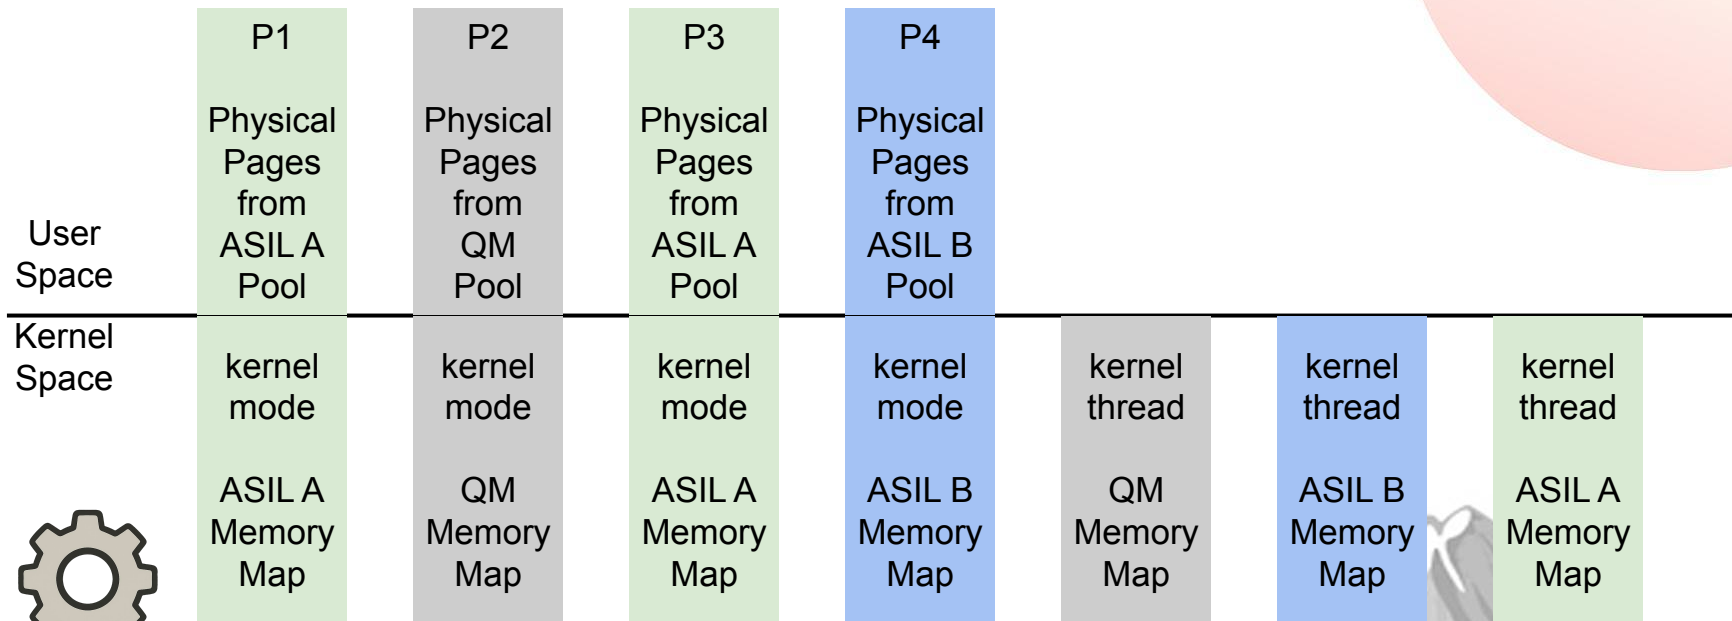 P1
Physical
Pages
from
ASIL A
Pool
P2
Physical
Pages
from
QM
Pool
P3
Physical
Pages
from
ASIL A
Pool
P4
Physical
Pages
from
ASIL B
Pool
User
Space
Kernel
Space
kernel
mode
ASIL A
Memory
Map
kernel
mode
QM
Memory
Map
kernel
mode
ASIL A
Memory
Map
kernel
mode
ASIL B
Memory
Map
kernel
thread
QM
Memory
Map
kernel
thread
ASIL B
Memory
Map
kernel
thread
ASIL A
Memory
Map